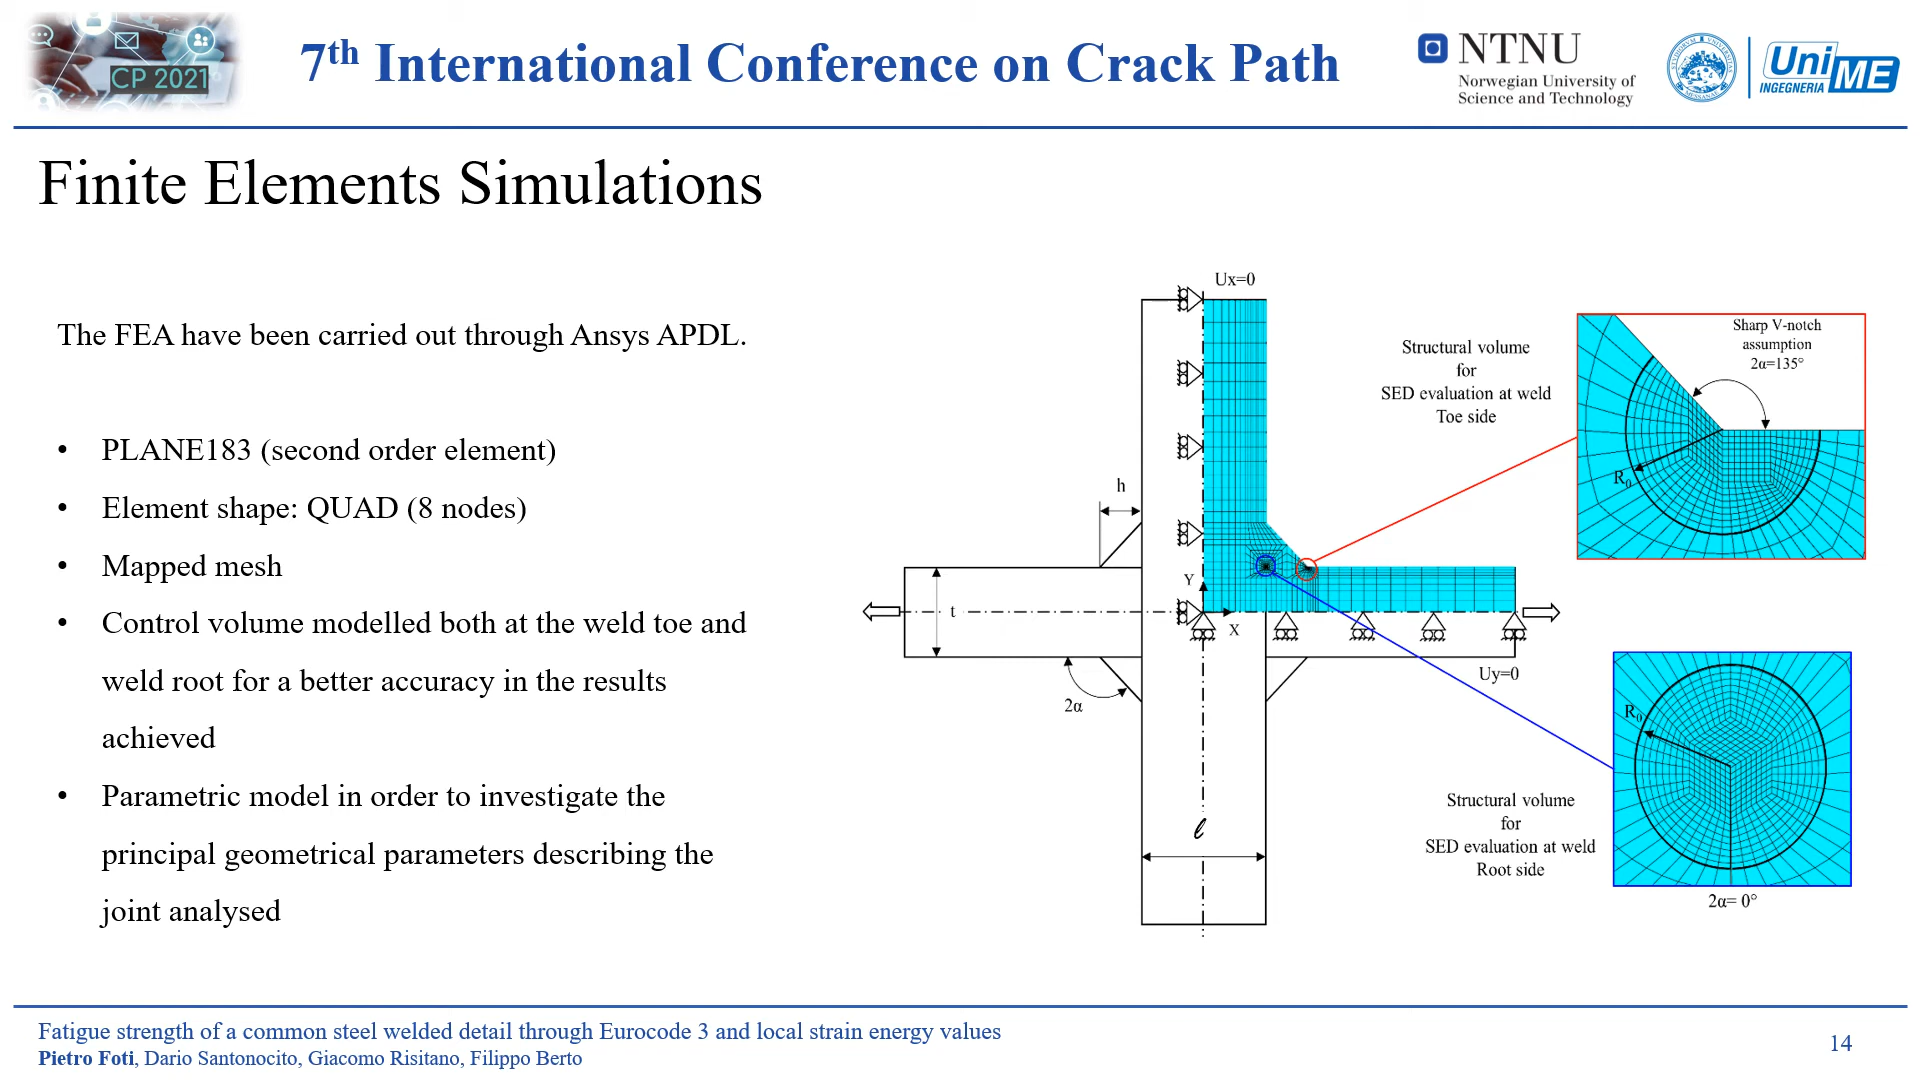 CP 2021
7th International Conference on Crack Path
NTNU
Norwegian University of
Science and Technology
UniME
INGEGNERIA
Finite Elements Simulations
The FEA have been carried out through Ansys APDL.
• PLANE183 (second order element)
• Element shape: QUAD (8 nodes)
• Mapped mesh
• Control volume modelled both at the weld toe and
weld root for a better accuracy in the results
achieved
• Parametric model in order to investigate the
principal geometrical parameters describing the
joint analysed
Ux=0
h
t
Y
X
2α
Uy=0
ℓ
Structural volume
for
SED evaluation at weld
Toe side
Sharp V-notch
assumption
2α=135°
R0
Structural volume
for
SED evaluation at weld
Root side
R0
2α= 0°
Fatigue strength of a common steel welded detail through Eurocode 3 and local strain energy values
Pietro Foti, Dario Santonocito, Giacomo Risitano, Filippo Berto
14